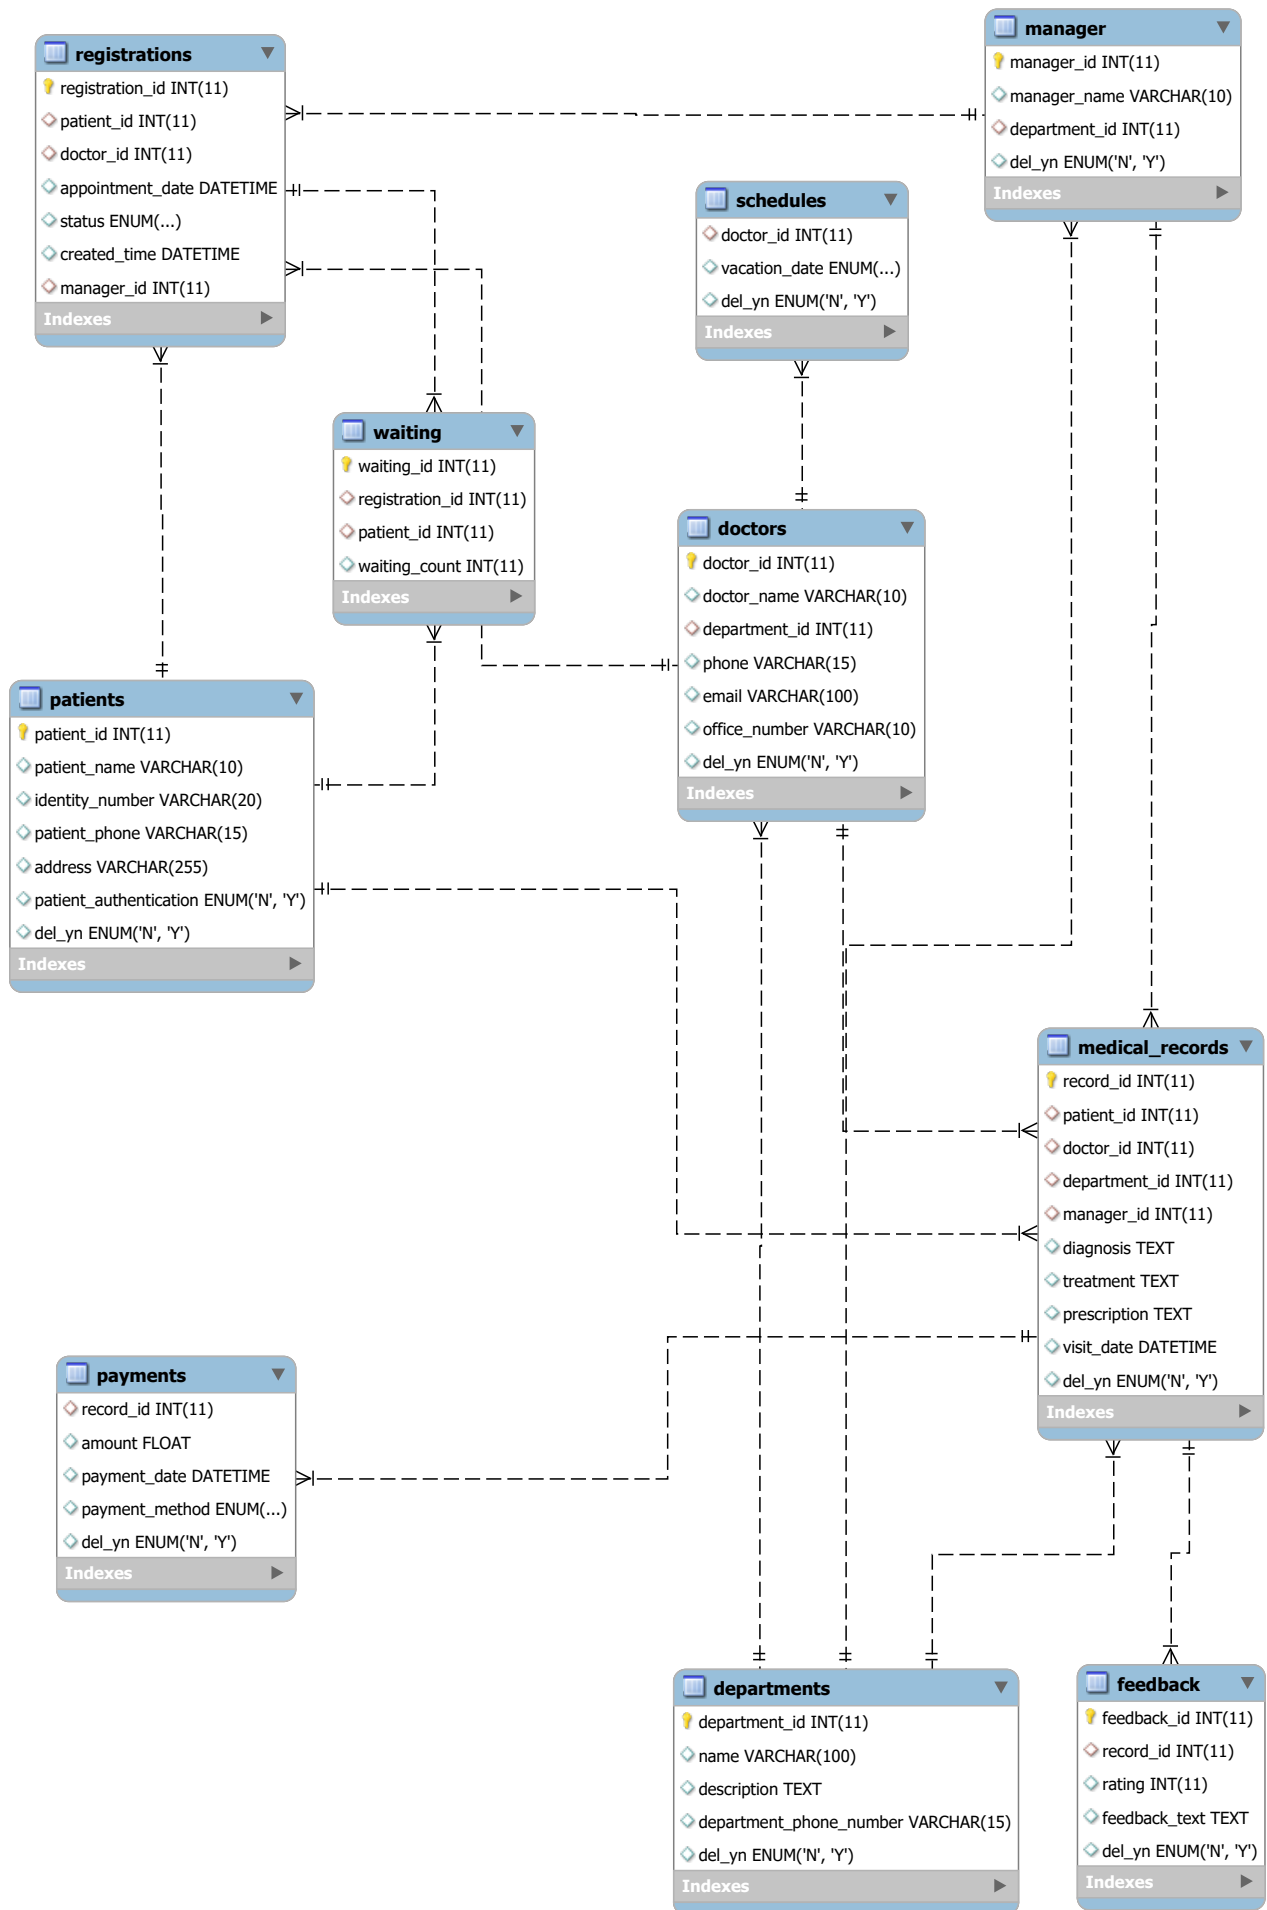 registrations
registration_id INT(11)
patient_id INT(11)
doctor_id INT(11)
appointment_date DATETIME
status ENUM(...)
created_time DATETIME
manager_id INT(11)
Indexes
manager
manager_id INT(11)
manager_name VARCHAR(10)
department_id INT(11)
del_yn ENUM('N', 'Y')
Indexes
schedules
doctor_id INT(11)
vacation_date ENUM(...)
del_yn ENUM('N', 'Y')
Indexes
waiting
waiting_id INT(11)
registration_id INT(11)
patient_id INT(11)
waiting_count INT(11)
Indexes
doctors
doctor_id INT(11)
doctor_name VARCHAR(10)
department_id INT(11)
phone VARCHAR(15)
email VARCHAR(100)
office_number VARCHAR(10)
del_yn ENUM('N', 'Y')
Indexes
patients
patient_id INT(11)
patient_name VARCHAR(10)
identity_number VARCHAR(20)
patient_phone VARCHAR(15)
address VARCHAR(255)
patient_authentication ENUM('N', 'Y')
del_yn ENUM('N', 'Y')
Indexes
medical_records
record_id INT(11)
patient_id INT(11)
doctor_id INT(11)
department_id INT(11)
manager_id INT(11)
diagnosis TEXT
treatment TEXT
prescription TEXT
visit_date DATETIME
del_yn ENUM('N', 'Y')
Indexes
payments
record_id INT(11)
amount FLOAT
payment_date DATETIME
payment_method ENUM(...)
del_yn ENUM('N', 'Y')
Indexes
departments
department_id INT(11)
name VARCHAR(100)
description TEXT
department_phone_number VARCHAR(15)
del_yn ENUM('N', 'Y')
Indexes
feedback
feedback_id INT(11)
record_id INT(11)
rating INT(11)
feedback_text TEXT
del_yn ENUM('N', 'Y')
Indexes